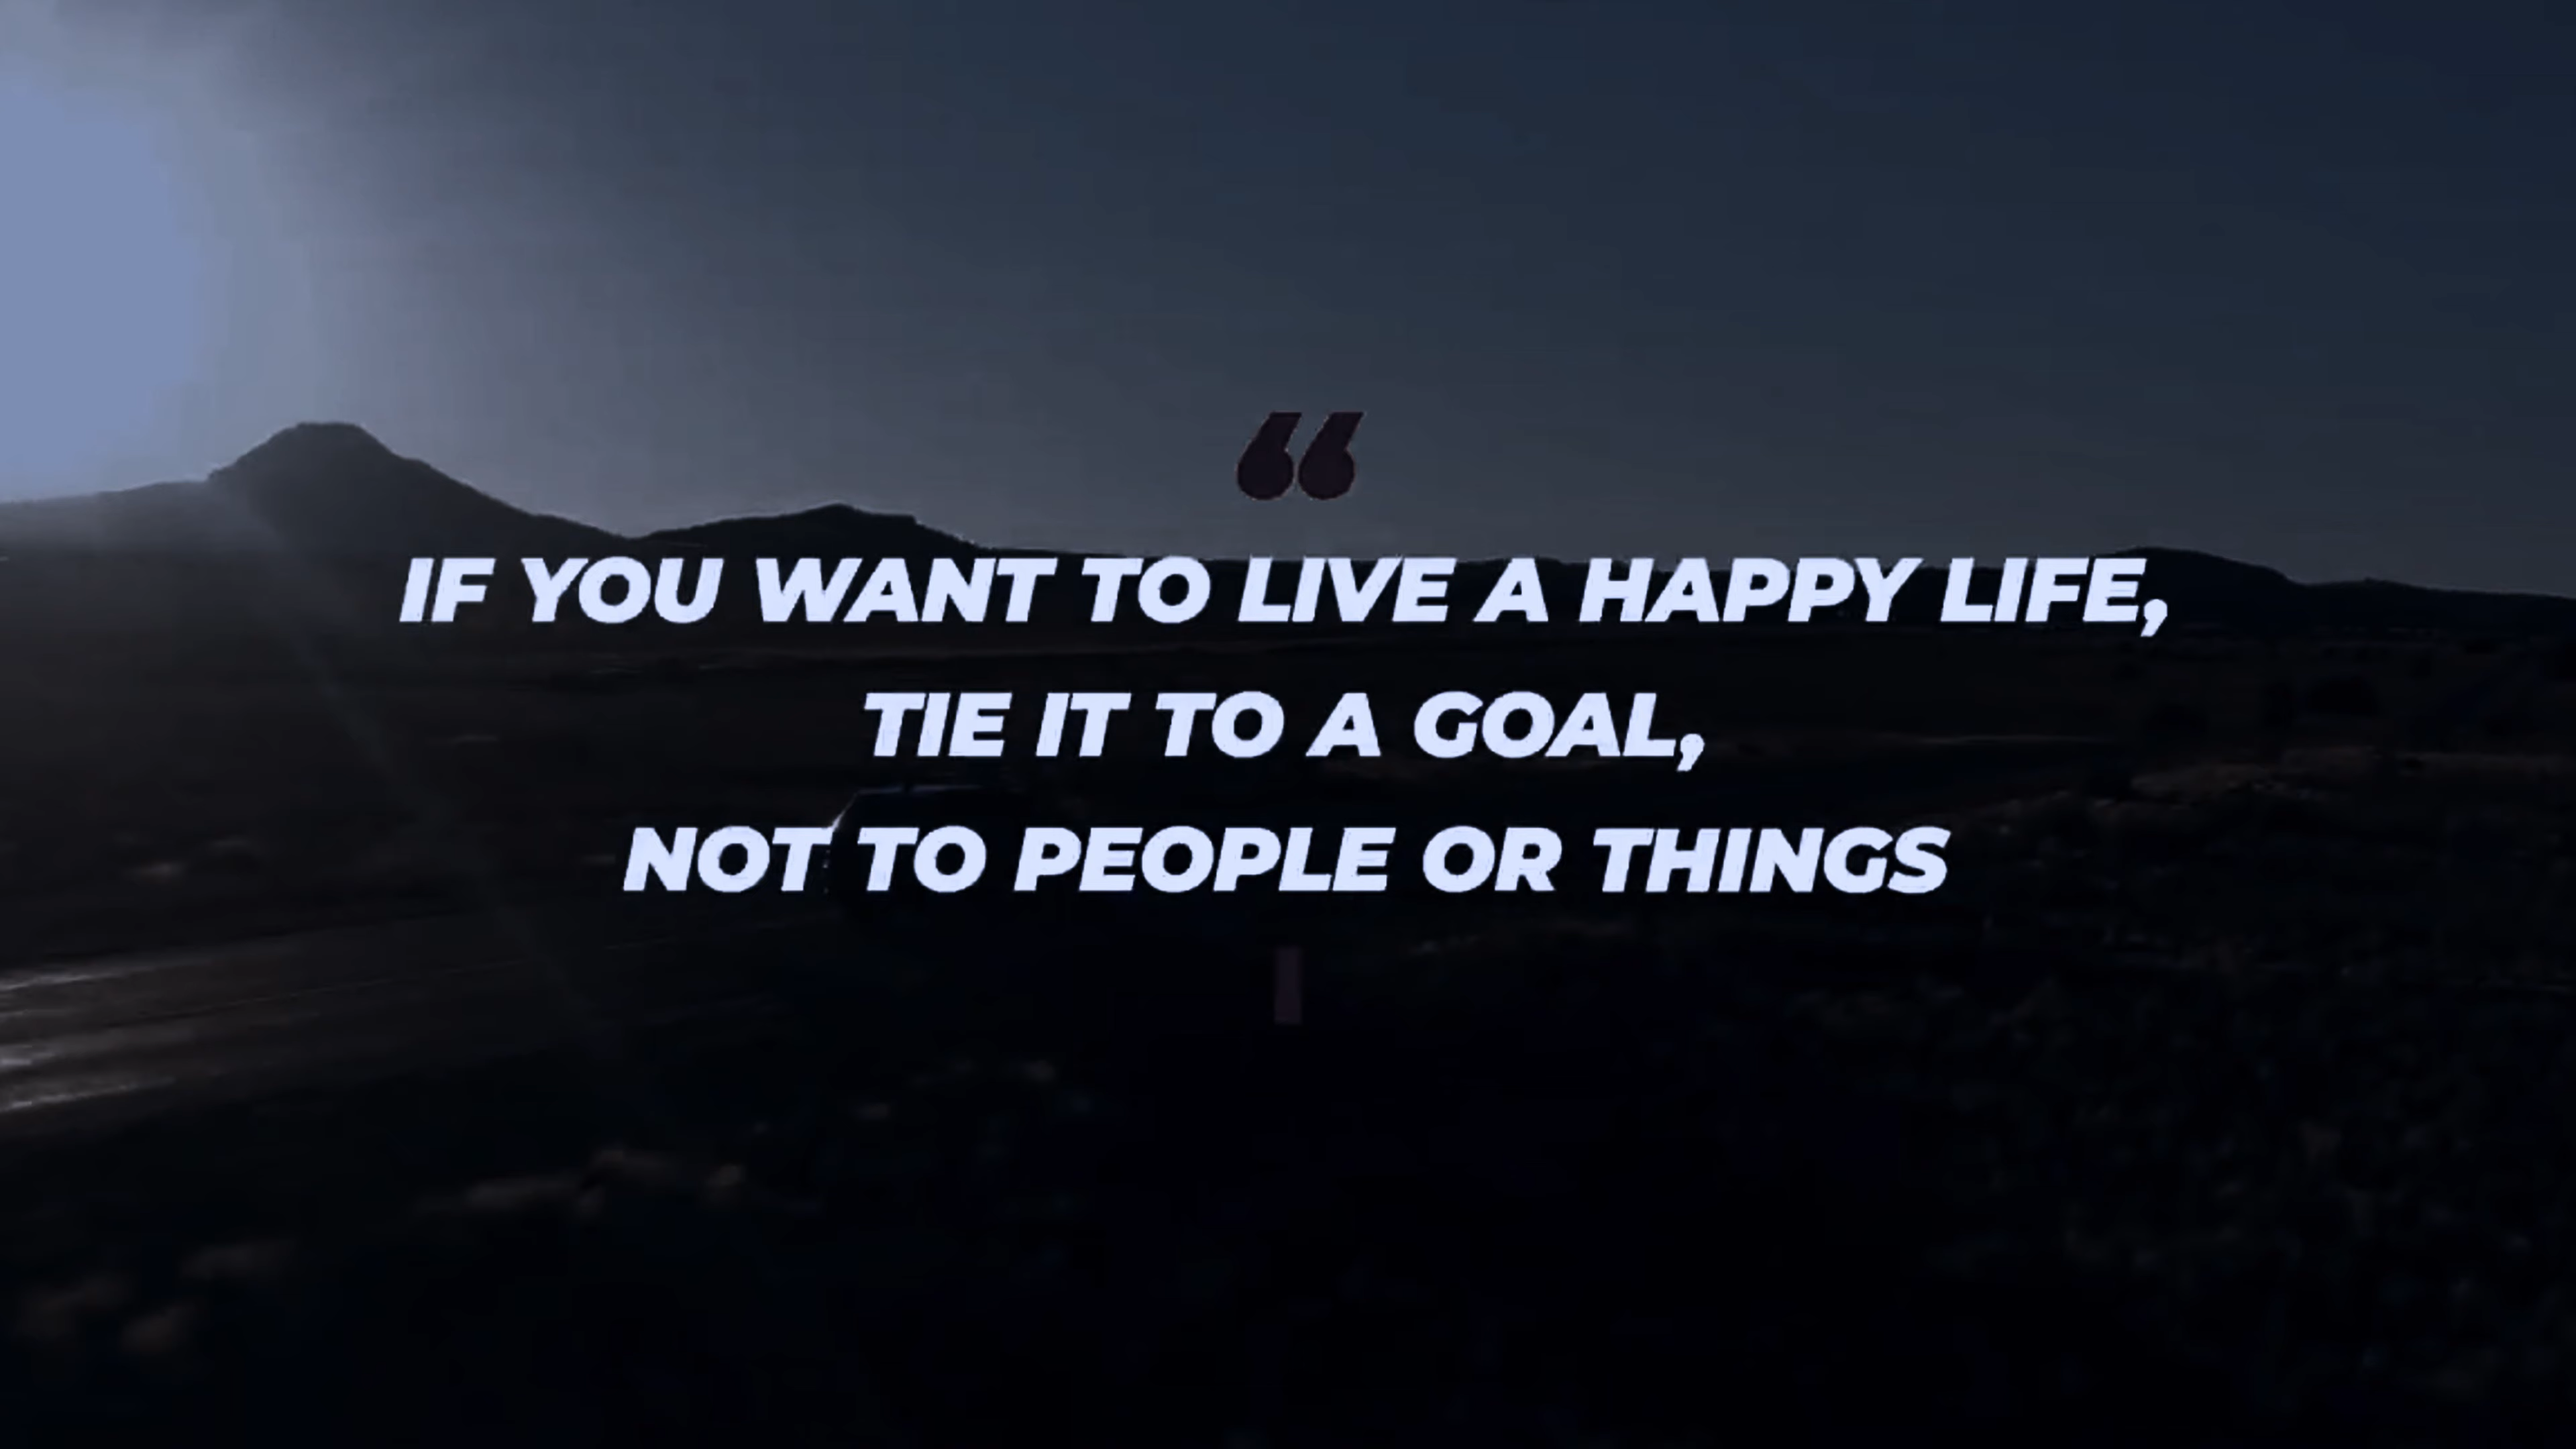 “
IF YOU WANT TO LIVE A HAPPY LIFE,
TIE IT TO A GOAL,
NOT TO PEOPLE OR THINGS